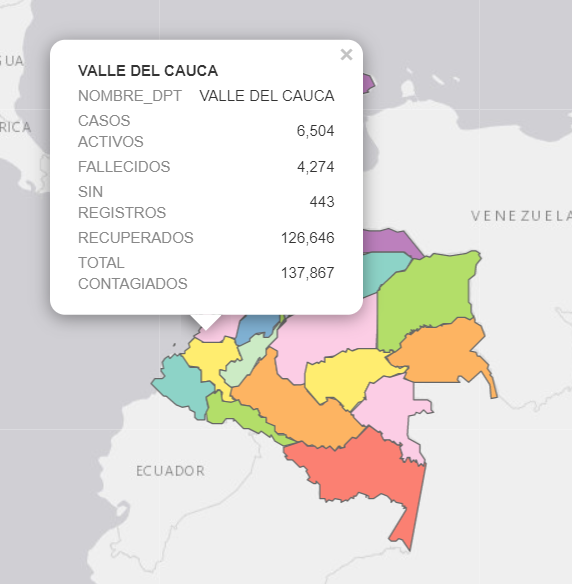 GUA
RICA
×
VALLE DEL CAUCA
NOMBRE_DPT VALLE DEL CAUCA
CASOS
ACTIVOS 6,504
FALLECIDOS 4,274
SIN
REGISTROS 443
RECUPERADOS 126,646
TOTAL
CONTAGIADOS 137,867
VENEZUELA
ECUADOR